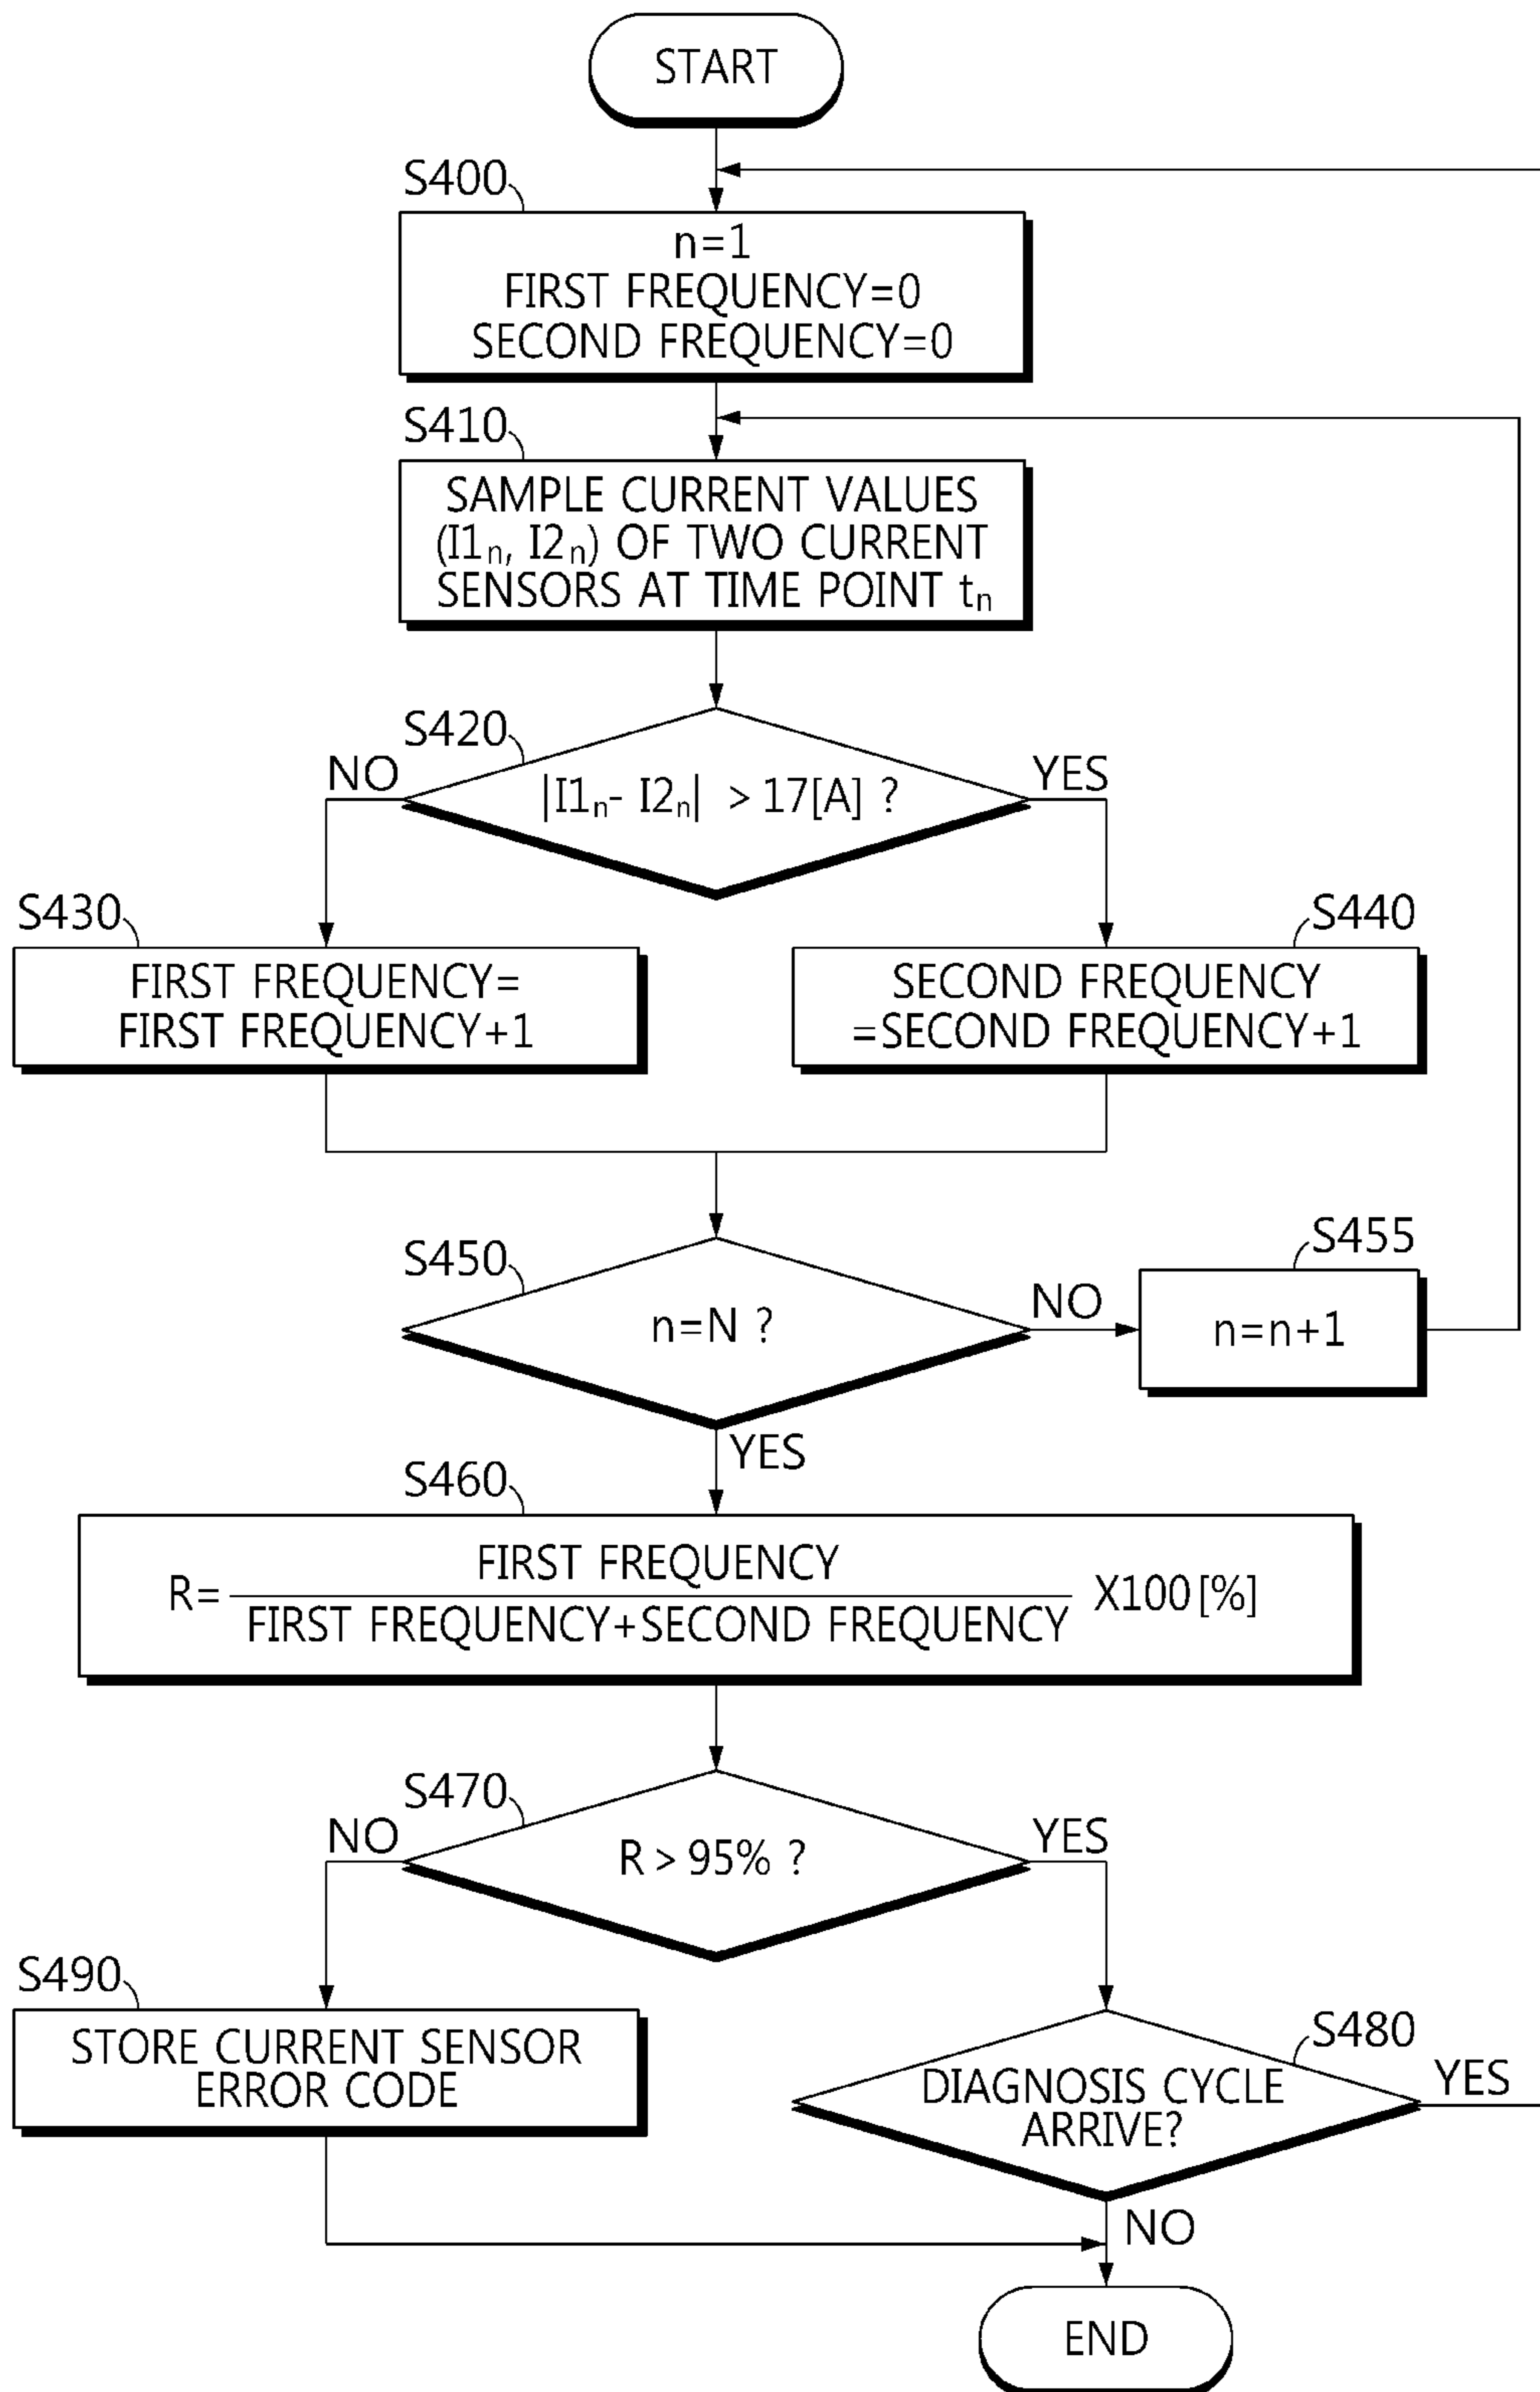 START
S400
n=1
FIRST FREQUENCY=0
SECOND FREQUENCY=0
S410
SAMPLE CURRENT VALUES
(I1n, I2n) OF TWO CURRENT
SENSORS AT TIME POINT tn
S420
NO
|I1n- I2n| > 17[A] ?
YES
S430
FIRST FREQUENCY=
FIRST FREQUENCY+1
S440
SECOND FREQUENCY
=SECOND FREQUENCY+1
S450
n=N ?
NO
S455
n=n+1
YES
S460
FIRST FREQUENCY
R= X100 [%]
FIRST FREQUENCY+SECOND FREQUENCY
S470
NO
R > 95% ?
YES
S490
STORE CURRENT SENSOR
ERROR CODE
S480
DIAGNOSIS CYCLE
ARRIVE?
YES
NO
END